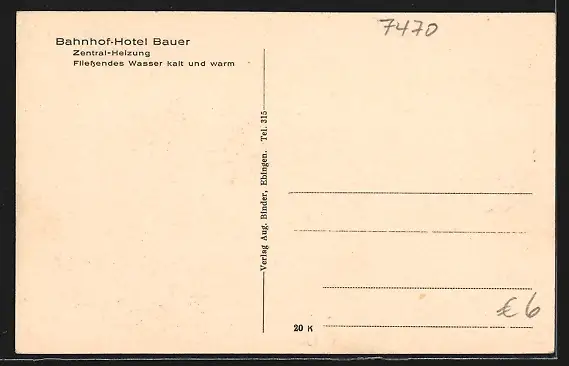 7470
Bahnhof-Hotel Bauer
Zentral-Heizung
Fließendes Wasser kalt und warm
Verlag Aug. Binder, Ebingen. Tel. 315
€ 6
20 K